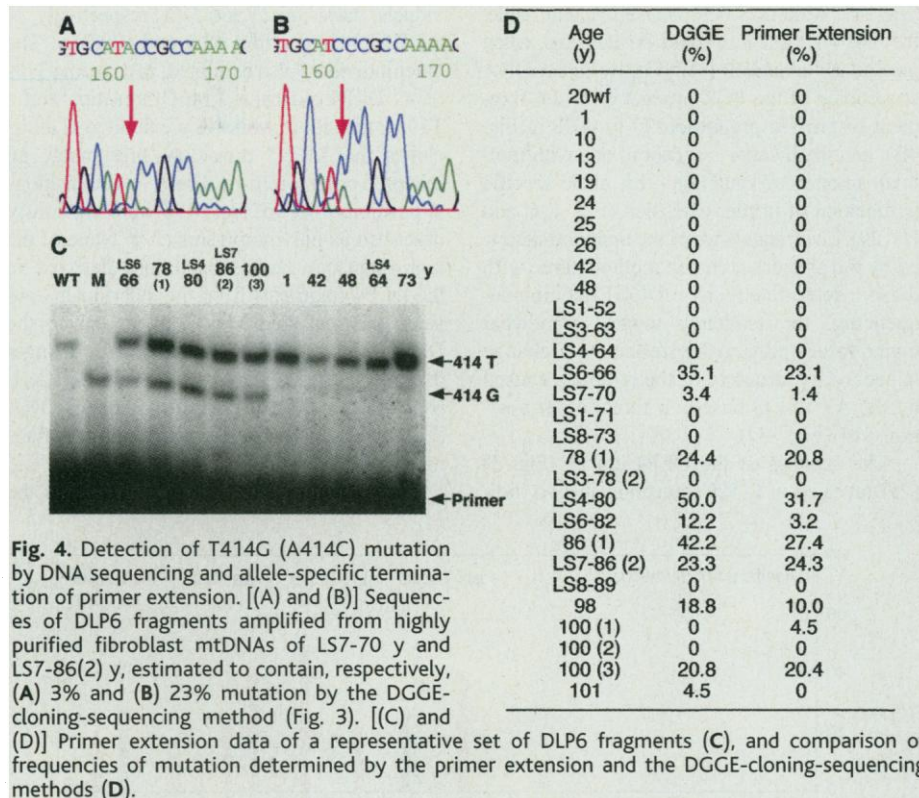 A
B
GTGCATACCGCCAAAA
160 170
GTGCATCCCGCCAAAA
160 170
C
WT M LS6 66 78 (1) LS4 80 LS7 86 (2) 100 (3) 1 42 48 LS4 64 73 y
414 T
414 G
Primer
Fig. 4. Detection of T414G (A414C) mutation
by DNA sequencing and allele-specific termina-
tion of primer extension. [(A) and (B)] Sequenc-
es of DLP6 fragments amplified from highly
purified fibroblast mtDNAs of LS7-70 y and
LS7-86(2) y, estimated to contain, respectively,
(A) 3% and (B) 23% mutation by the DGGE-
cloning-sequencing method (Fig. 3). [(C) and
(D)] Primer extension data of a representative set of DLP6 fragments (C), and comparison of
frequencies of mutation determined by the primer extension and the DGGE-cloning-sequencing
methods (D).
D
Age DGGE Primer Extension
(y) (%) (%)
20wf 0 0
1 0 0
10 0 0
13 0 0
19 0 0
24 0 0
25 0 0
26 0 0
42 0 0
48 0 0
LS1-52 0 0
LS3-63 0 0
LS4-64 0 0
LS6-66 35.1 23.1
LS7-70 3.4 1.4
LS1-71 0 0
LS8-73 0 0
78 (1) 24.4 20.8
LS3-78 (2) 0 0
LS4-80 50.0 31.7
LS6-82 12.2 3.2
86 (1) 42.2 27.4
LS7-86 (2) 23.3 24.3
LS8-89 0 0
98 18.8 10.0
100 (1) 0 4.5
100 (2) 0 0
100 (3) 20.8 20.4
101 4.5 0